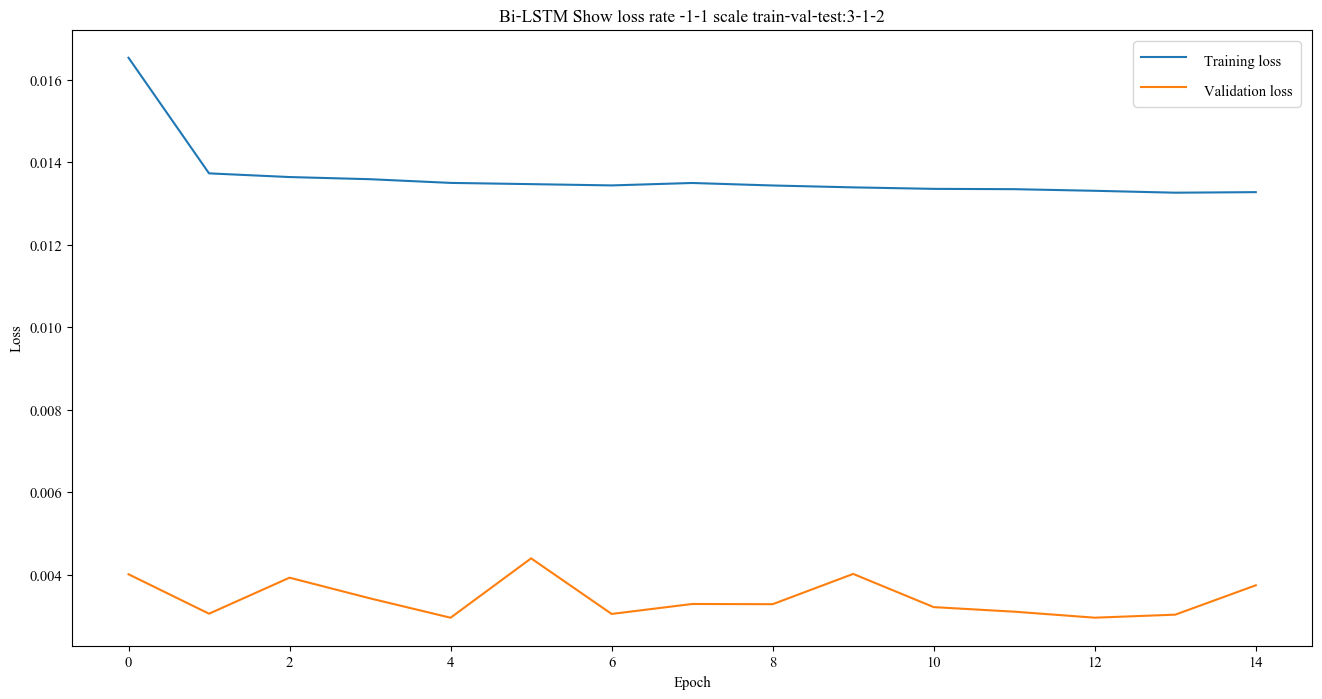 Bi-LSTM Show loss rate -1-1 scale train-val-test:3-1-2
Training loss
Validation loss
0.016
0.014
0.012
0.010
0.008
0.006
0.004
Loss
0 2 4 6 8 10 12 14
Epoch